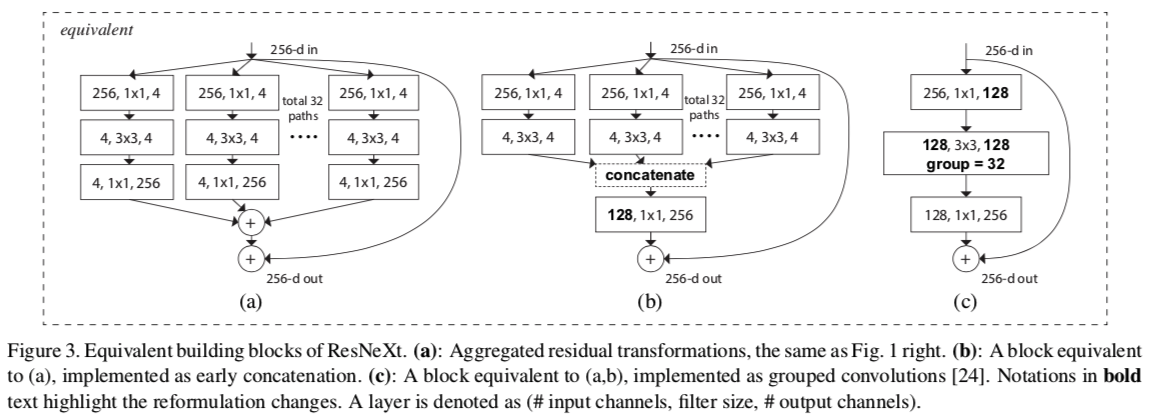 equivalent
256-d in
256, 1x1, 4
256, 1x1, 4
256, 1x1, 4
total 32
paths
4, 3x3, 4
4, 3x3, 4
....
4, 3x3, 4
4, 1x1, 256
4, 1x1, 256
4, 1x1, 256
+
+
256-d out
(a)
256-d in
256, 1x1, 4
256, 1x1, 4
256, 1x1, 4
total 32
paths
4, 3x3, 4
4, 3x3, 4
....
4, 3x3, 4
concatenate
128, 1x1, 256
+
256-d out
(b)
256-d in
256, 1x1, 128
128, 3x3, 128
group = 32
128, 1x1, 256
+
256-d out
(c)
Figure 3. Equivalent building blocks of ResNeXt. (a): Aggregated residual transformations, the same as Fig. 1 right. (b): A block equivalent
to (a), implemented as early concatenation. (c): A block equivalent to (a,b), implemented as grouped convolutions [24]. Notations in bold
text highlight the reformulation changes. A layer is denoted as (# input channels, filter size, # output channels).